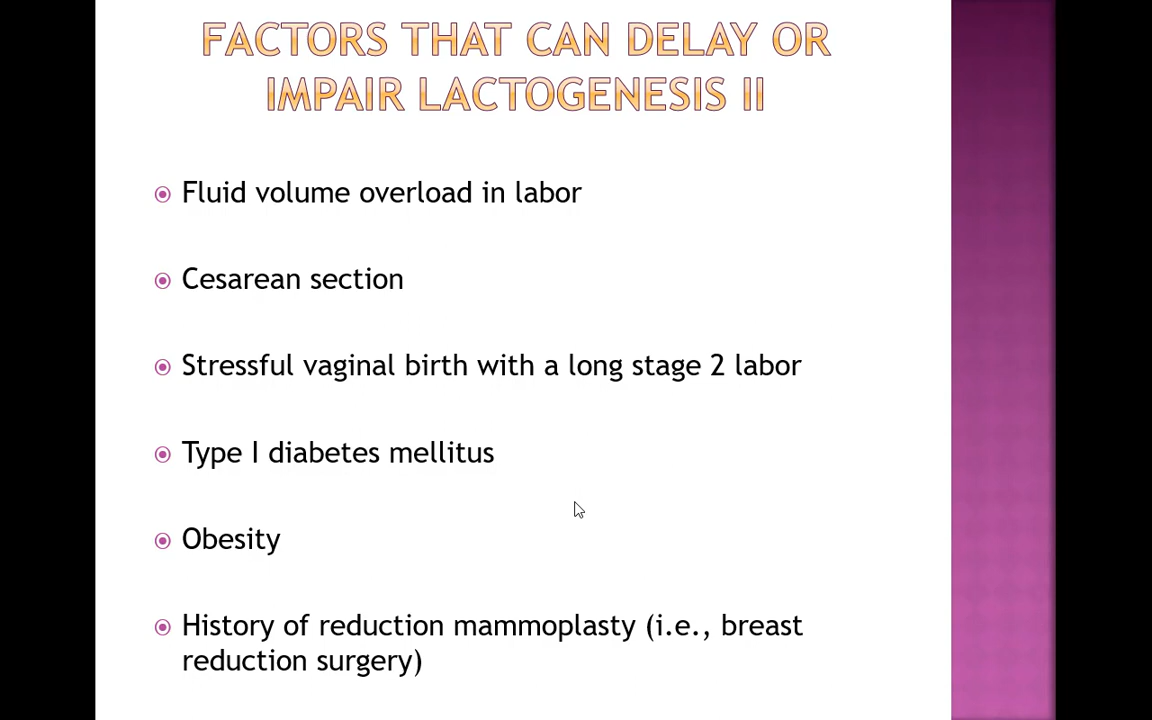 FACTORS THAT CAN DELAY OR
IMPAIR LACTOGENESIS II
Fluid volume overload in labor
Cesarean section
Stressful vaginal birth with a long stage 2 labor
Type I diabetes mellitus
Obesity
History of reduction mammoplasty (i.e., breast
reduction surgery)